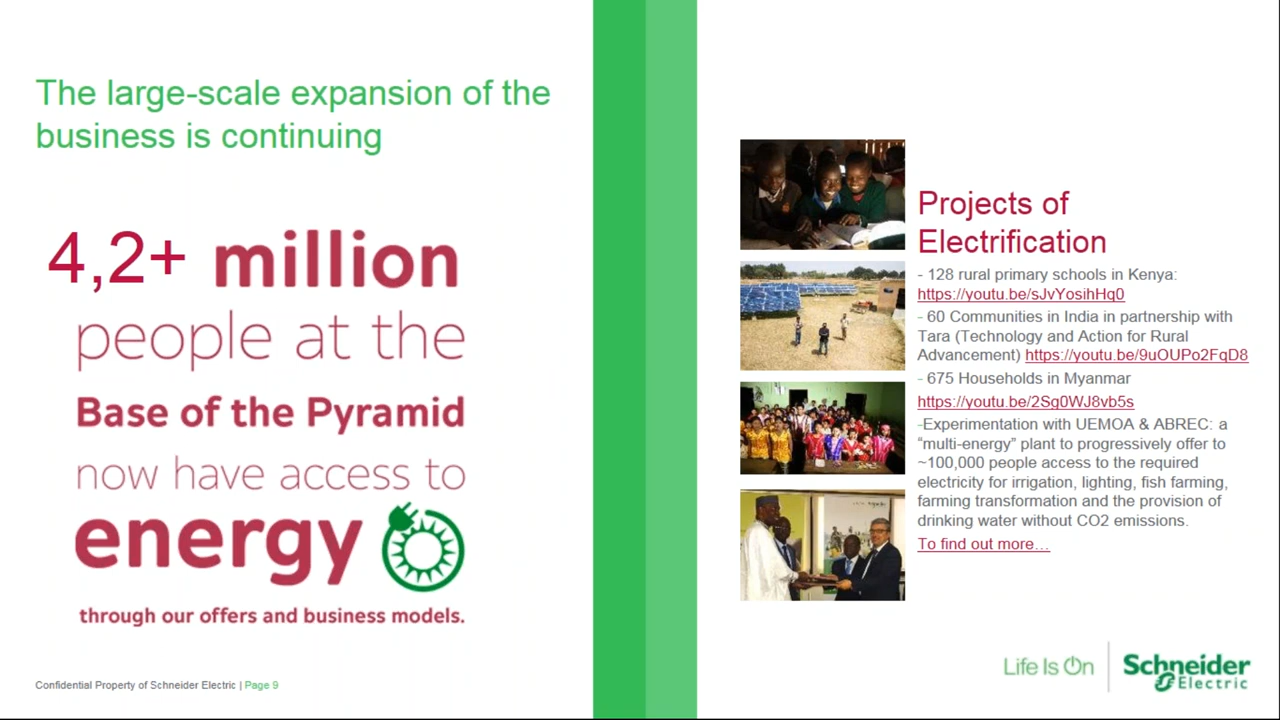 The large-scale expansion of the
business is continuing
4,2+ million
people at the
Base of the Pyramid
now have access to
energy
through our offers and business models.
Confidential Property of Schneider Electric | Page 9
Projects of
Electrification
- 128 rural primary schools in Kenya:
https://youtu.be/sJvYosihHq0
- 60 Communities in India in partnership with
Tara (Technology and Action for Rural
Advancement) https://youtu.be/9uOUPo2FqD8
- 675 Households in Myanmar
https://youtu.be/2Sg0WJ8vb5s
-Experimentation with UEMOA & ABREC: a
“multi-energy” plant to progressively offer to
~100,000 people access to the required
electricity for irrigation, lighting, fish farming,
farming transformation and the provision of
drinking water without CO2 emissions.
To find out more…
Life Is On
Schneider
Electric